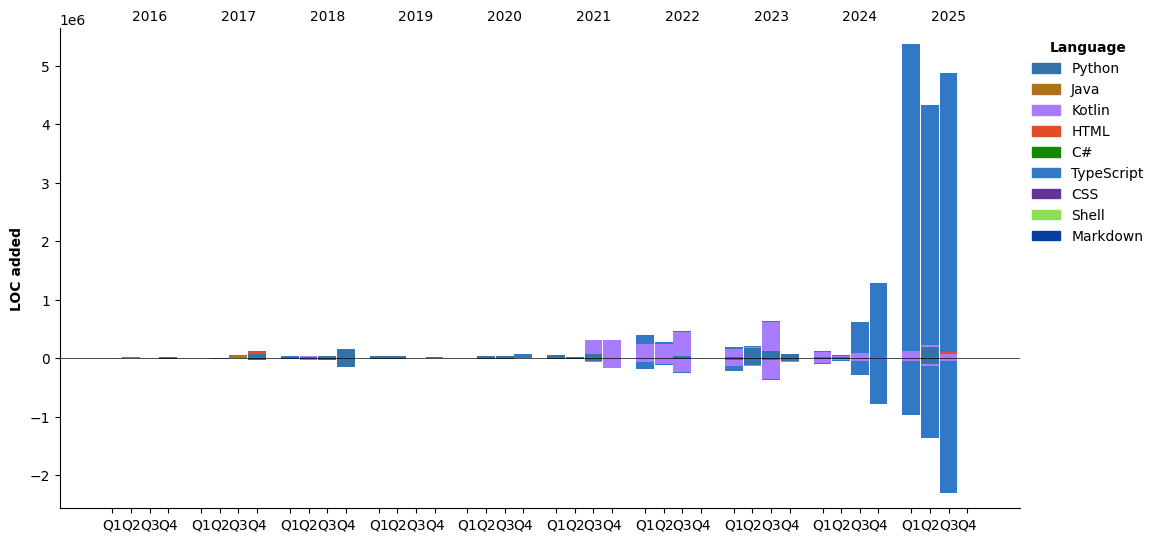 1e6
2016 2017 2018 2019 2020 2021 2022 2023 2024 2025
Language
Python
Java
Kotlin
HTML
C#
TypeScript
CSS
Shell
Markdown
LOC added
5
4
3
2
1
0
−1
−2
Q1Q2Q3Q4 Q1Q2Q3Q4 Q1Q2Q3Q4 Q1Q2Q3Q4 Q1Q2Q3Q4 Q1Q2Q3Q4 Q1Q2Q3Q4 Q1Q2Q3Q4 Q1Q2Q3Q4 Q1Q2Q3Q4